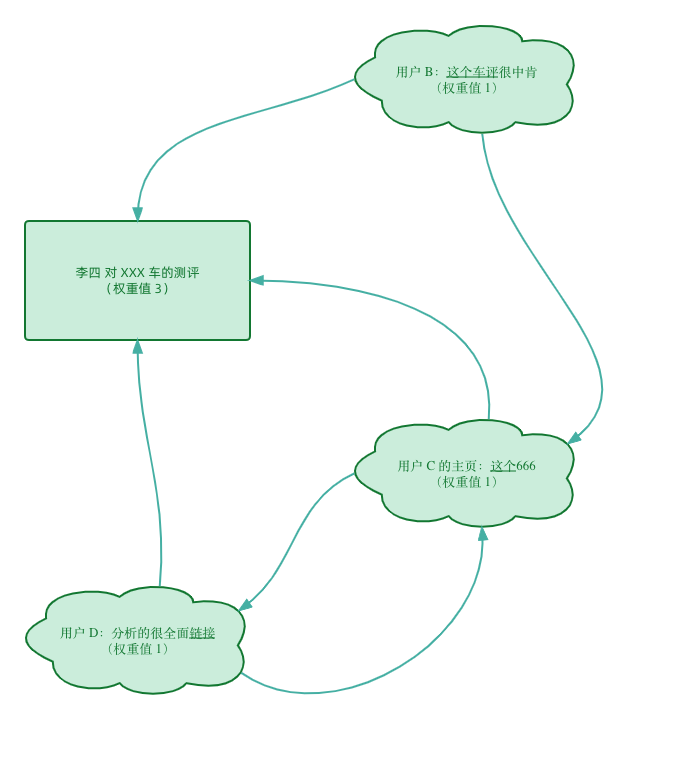 用户 B：这个车评很中肯
（权重值 1）
李四 对 XXX 车的测评
（权重值 3）
用户 C 的主页：这个666
（权重值 1）
用户 D：分析的很全面链接
（权重值 1）